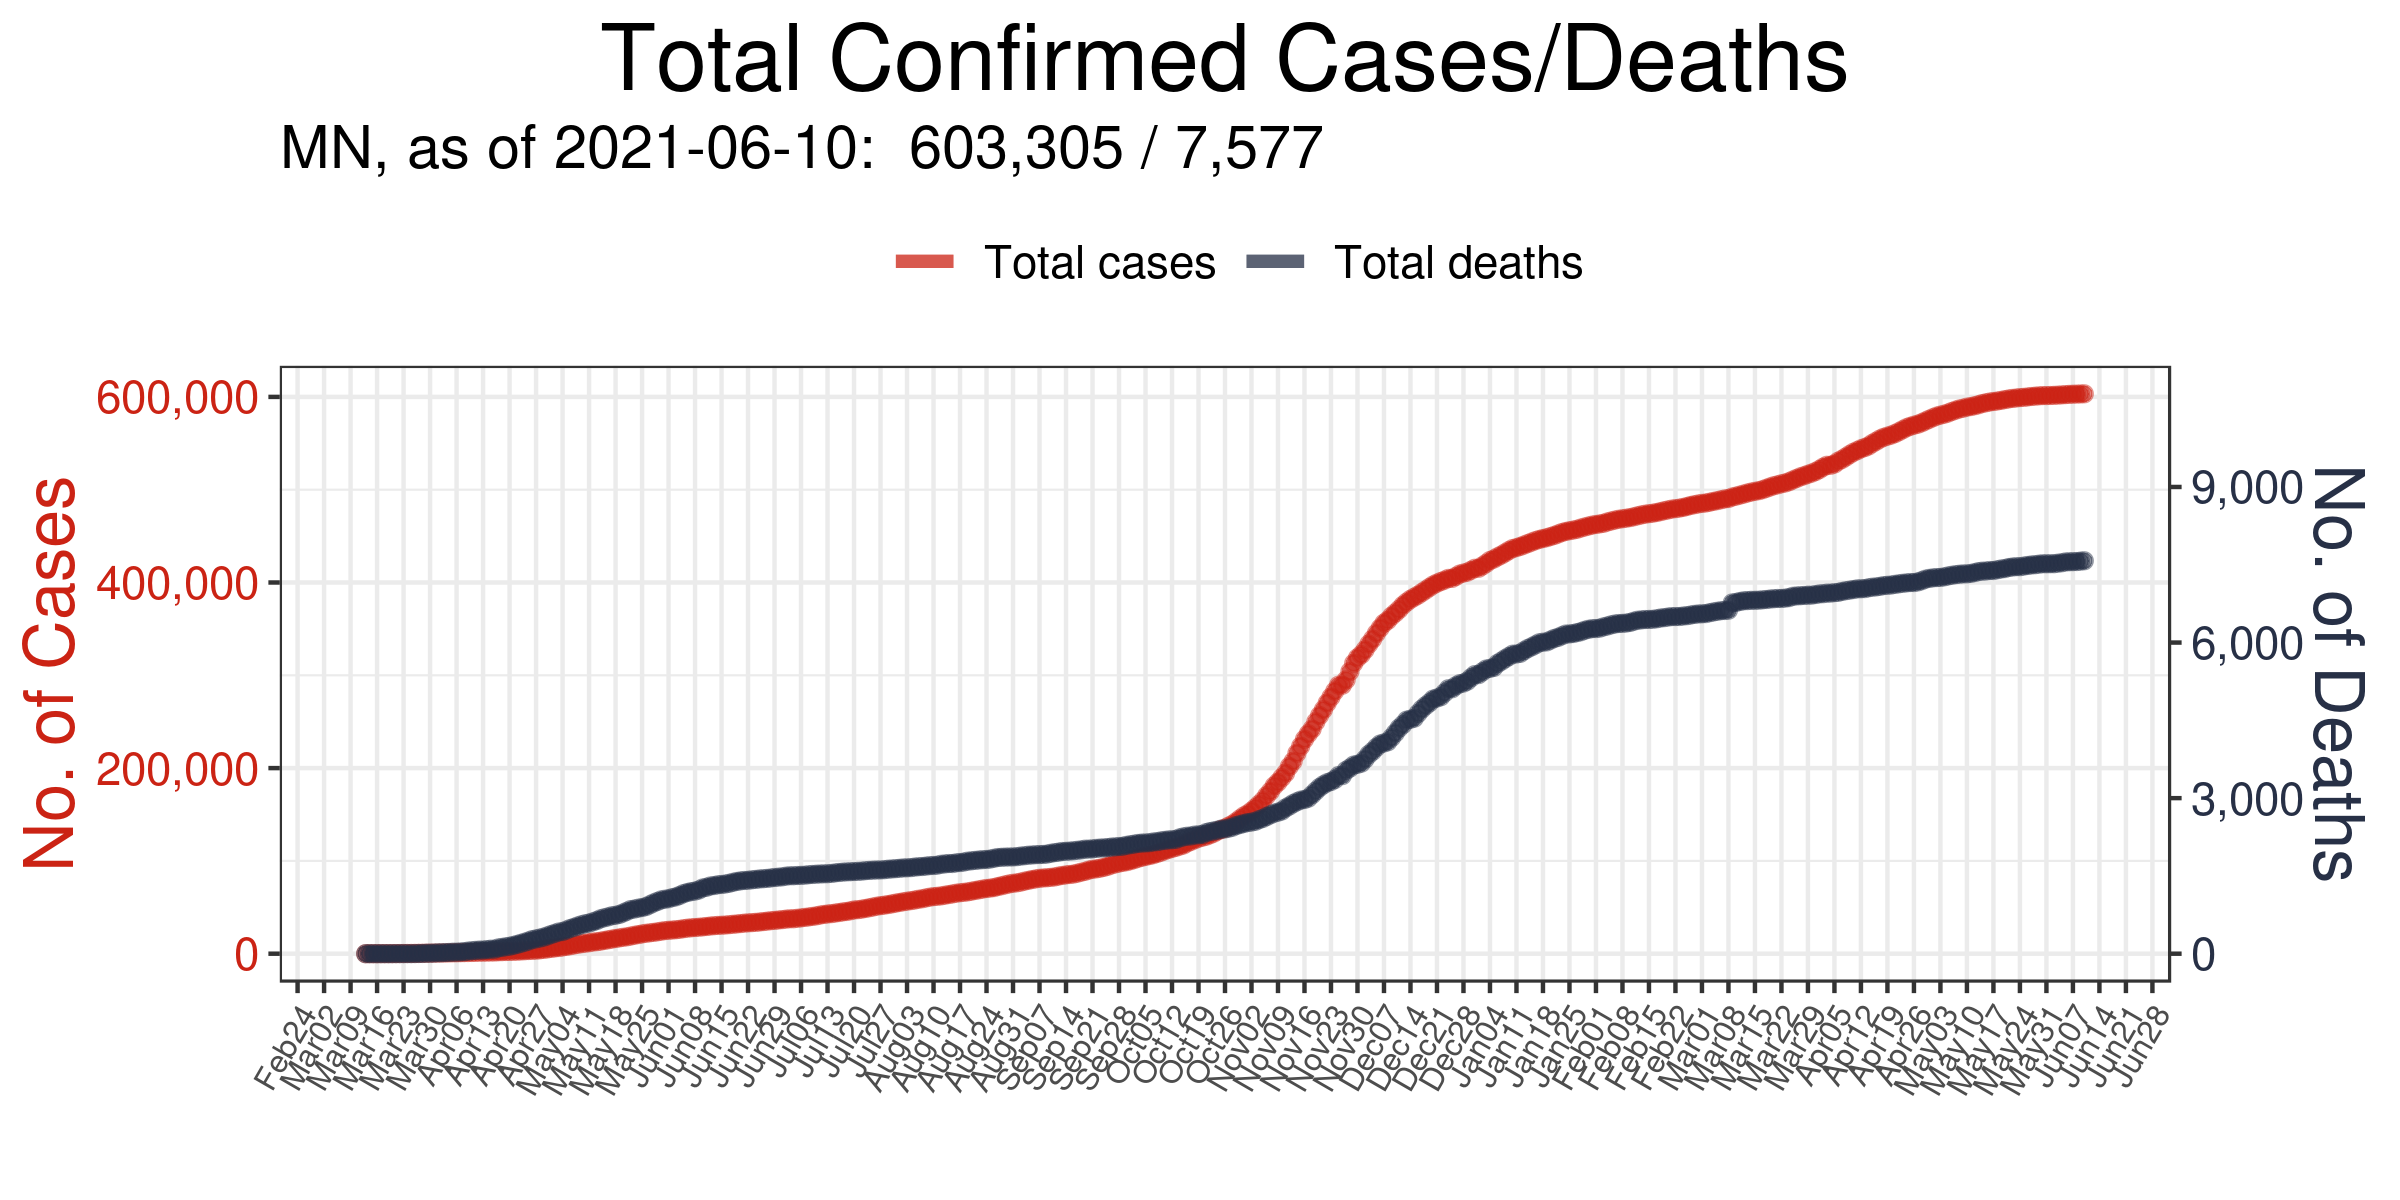 Total Confirmed Cases/Deaths
MN, as of 2021-06-10:  603,305 / 7,577
Total cases
Total deaths
No. of Cases
600,000
400,000
200,000
0
9,000
6,000
3,000
0
No. of Deaths
Feb24
Mar02
Mar09
Mar16
Mar23
Mar30
Apr06
Apr13
Apr20
Apr27
May04
May11
May18
May25
Jun01
Jun08
Jun15
Jun22
Jun29
Jul06
Jul13
Jul20
Jul27
Aug03
Aug10
Aug17
Aug24
Aug31
Sep07
Sep14
Sep21
Sep28
Oct05
Oct12
Oct19
Oct26
Nov02
Nov09
Nov16
Nov23
Nov30
Dec07
Dec14
Dec21
Dec28
Jan04
Jan11
Jan18
Jan25
Feb01
Feb08
Feb15
Feb22
Mar01
Mar08
Mar15
Mar22
Mar29
Apr05
Apr12
Apr19
Apr26
May03
May10
May17
May24
May31
Jun07
Jun14
Jun21
Jun28